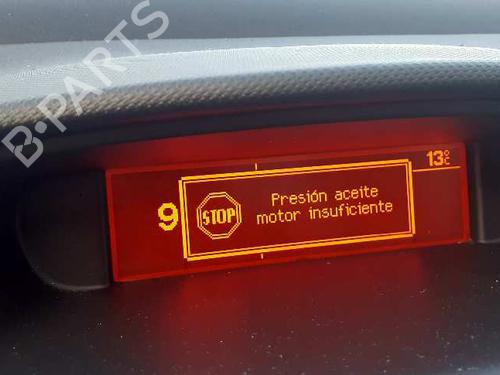 B-PARTS
13°C
9
STOP
Presión aceite
motor insuficiente